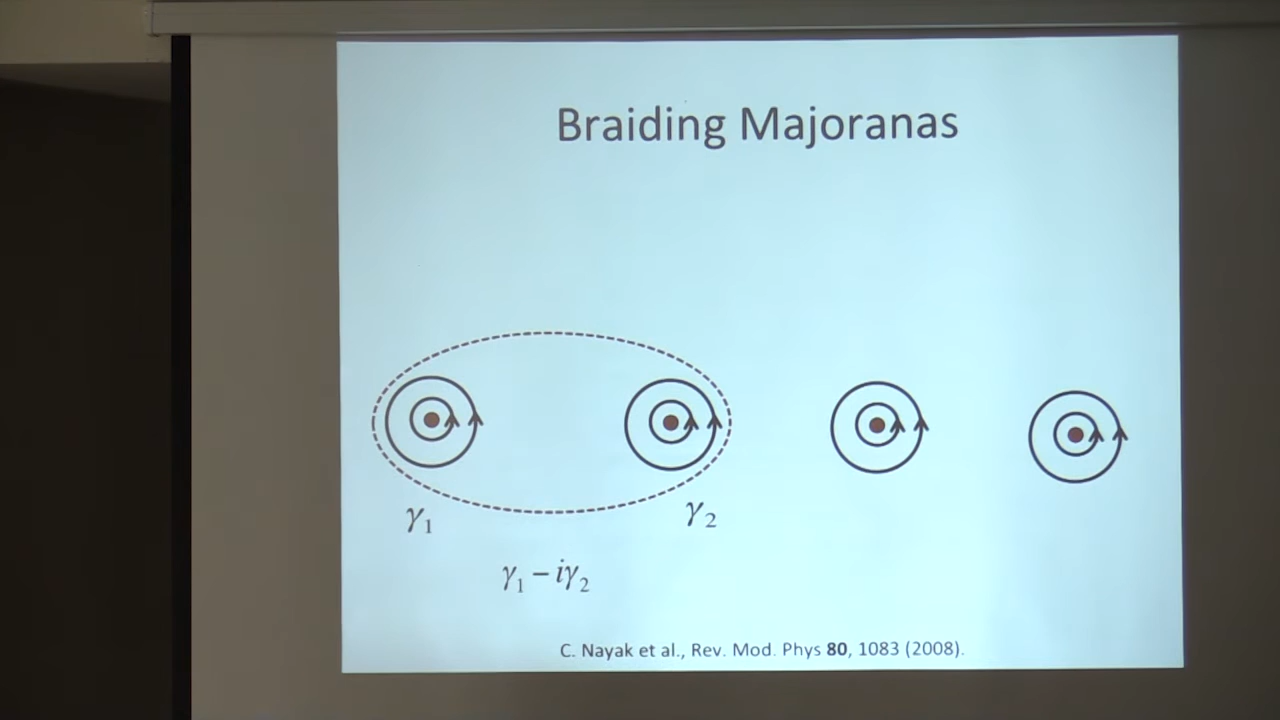 Braiding Majoranas
γ₁
γ₂
γ₁ − iγ₂
C. Nayak et al., Rev. Mod. Phys 80, 1083 (2008).